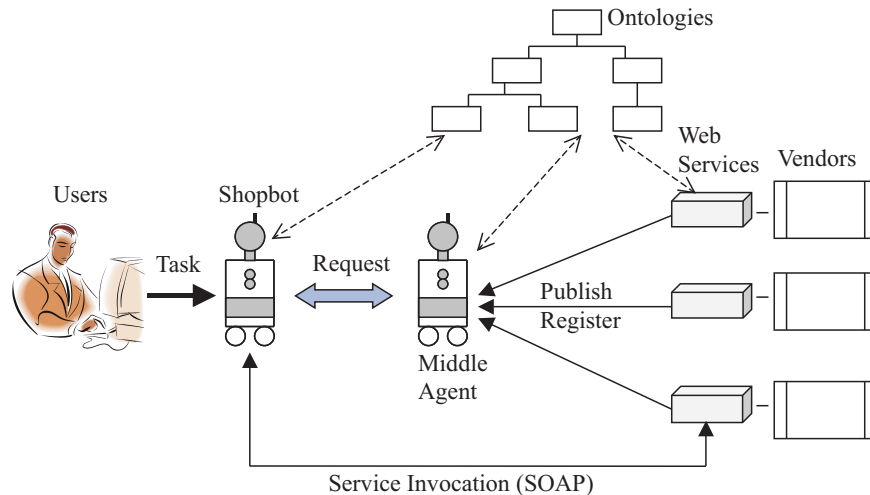 Ontologies
Web
Services
Vendors
Users
Shopbot
Task
Request
Publish
Register
Middle
Agent
Service Invocation (SOAP)